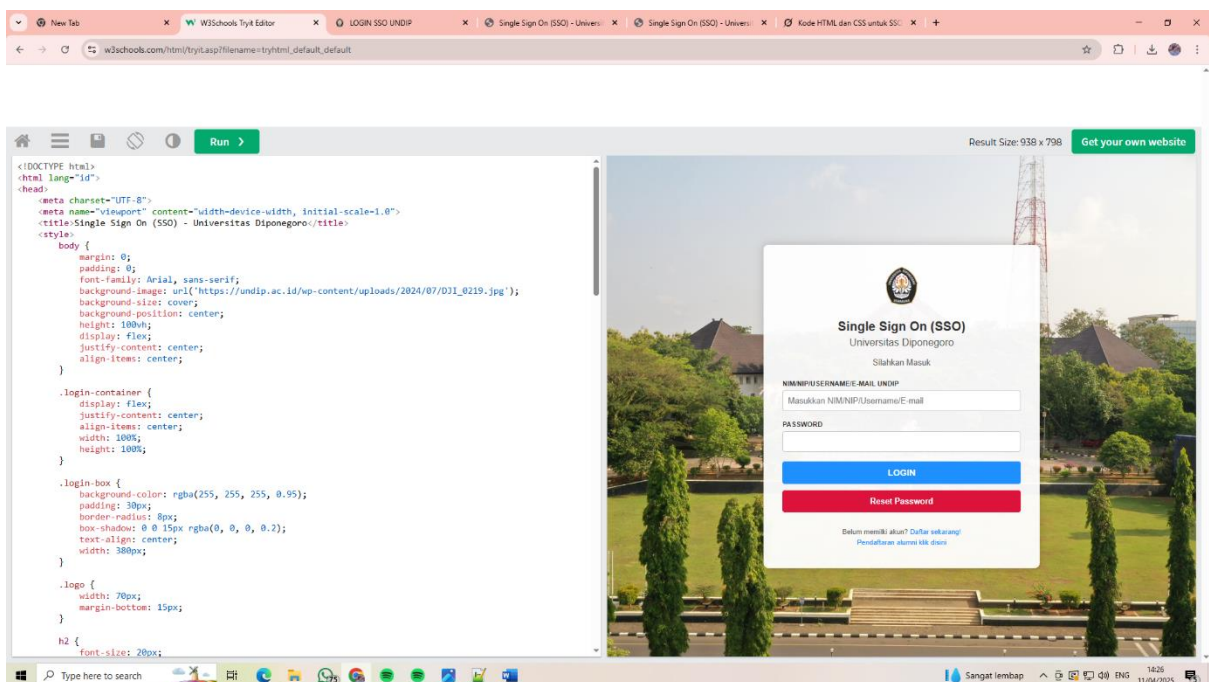 New Tab
W3Schools Tryit Editor
LOGIN SSO UNDIP
Single Sign On (SSO) - Universi
Single Sign On (SSO) - Universi
Kode HTML dan CSS untuk SSO
w3schools.com/html/tryit.asp?filename=tryhtml_default_default
Run >
Result Size: 938 x 798
Get your own website
<!DOCTYPE html>
<html lang="id">
<head>
<meta charset="UTF-8">
<meta name="viewport" content="width=device-width, initial-scale=1.0">
<title>Single Sign On (SSO) - Universitas Diponegoro</title>
<style>
body {
margin: 0;
padding: 0;
font-family: Arial, sans-serif;
background-image: url('https://undip.ac.id/wp-content/uploads/2024/07/DJI_0219.jpg');
background-size: cover;
background-position: center;
height: 100vh;
display: flex;
justify-content: center;
align-items: center;
}
.login-container {
display: flex;
justify-content: center;
align-items: center;
width: 100%;
height: 100%;
}
.login-box {
background-color: rgba(255, 255, 255, 0.95);
padding: 30px;
border-radius: 8px;
box-shadow: 0 0 15px rgba(0, 0, 0, 0.2);
text-align: center;
width: 380px;
}
.logo {
width: 70px;
margin-bottom: 15px;
}
h2 {
font-size: 20px;
Single Sign On (SSO)
Universitas Diponegoro
Silahkan Masuk
NIM/NIP/USERNAME/E-MAIL UNDIP
Masukkan NIM/NIP/Username/E-mail
PASSWORD
LOGIN
Reset Password
Belum memiliki akun? Daftar sekarang!
Pendaftaran alumni klik disini
Type here to search
Sangat lembap
ENG
14:26
11/04/2025